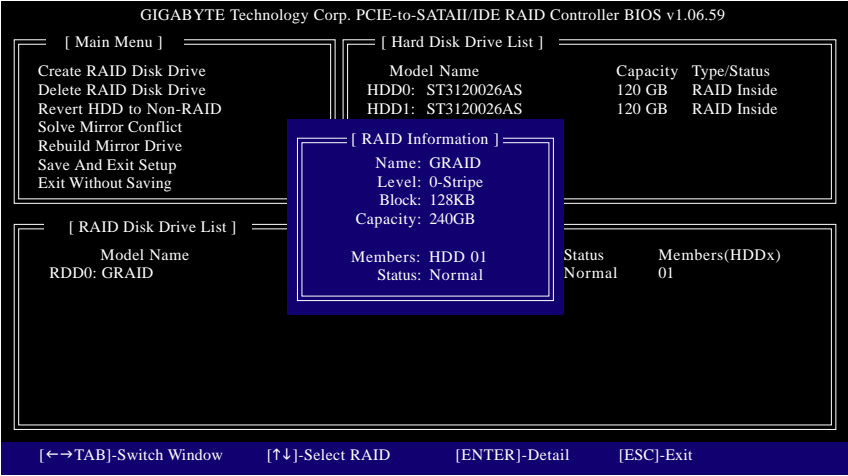 GIGABYTE Technology Corp. PCIE-to-SATAII/IDE RAID Controller BIOS v1.06.59
[ Main Menu ]
Create RAID Disk Drive
Delete RAID Disk Drive
Revert HDD to Non-RAID
Solve Mirror Conflict
Rebuild Mirror Drive
Save And Exit Setup
Exit Without Saving
[ Hard Disk Drive List ]
Model Name Capacity Type/Status
HDD0: ST3120026AS 120 GB RAID Inside
HDD1: ST3120026AS 120 GB RAID Inside
[ RAID Information ]
Name: GRAID
Level: 0-Stripe
Block: 128KB
Capacity: 240GB
Members: HDD 01
Status: Normal
[ RAID Disk Drive List ]
Model Name Status Members(HDDx)
RDD0: GRAID Normal 01
[←→TAB]-Switch Window [↑↓]-Select RAID [ENTER]-Detail [ESC]-Exit